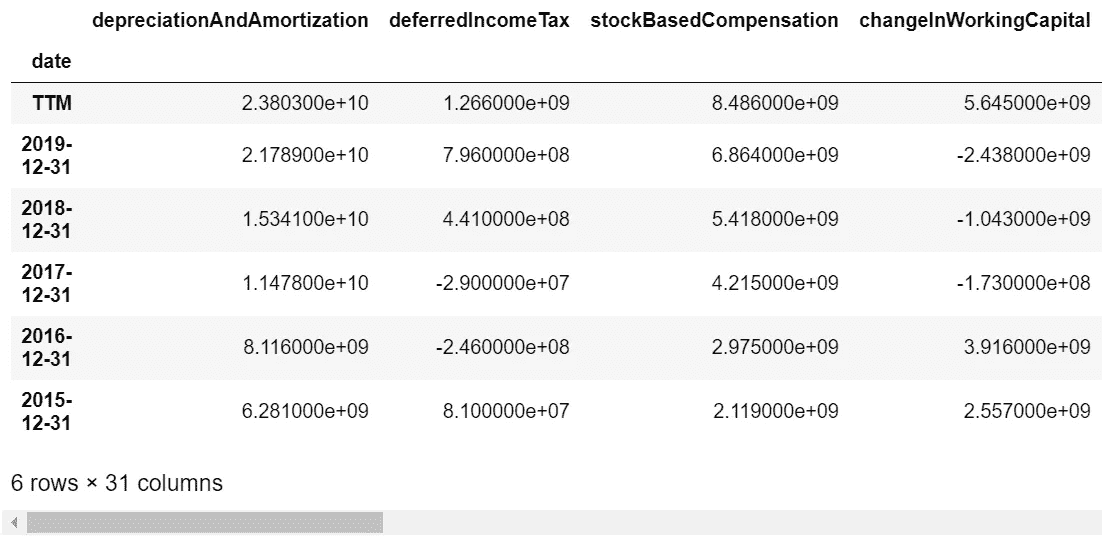 depreciationAndAmortization deferredIncomeTax stockBasedCompensation changeInWorkingCapital
date
TTM 2.380300e+10 1.266000e+09 8.486000e+09 5.645000e+09
2019-
12-31 2.178900e+10 7.960000e+08 6.864000e+09 -2.438000e+09
2018-
12-31 1.534100e+10 4.410000e+08 5.418000e+09 -1.043000e+09
2017-
12-31 1.147800e+10 -2.900000e+07 4.215000e+09 -1.730000e+08
2016-
12-31 8.116000e+09 -2.460000e+08 2.975000e+09 3.916000e+09
2015-
12-31 6.281000e+09 8.100000e+07 2.119000e+09 2.557000e+09
6 rows × 31 columns